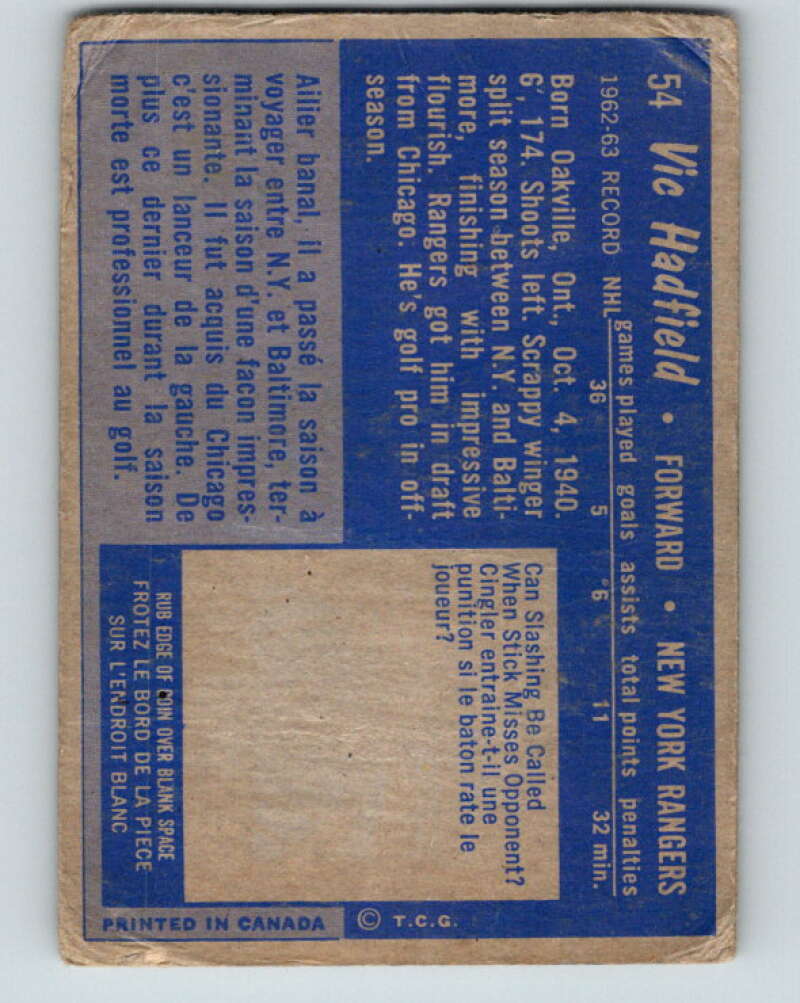 54 Vic Hadfield • FORWARD • NEW YORK RANGERS
games played goals assists total points penalties
1962-63 RECORD NHL 36 5 6 11 32 min.
Born Oakville, Ont., Oct. 4, 1940.
6', 174. Shoots left. Scrappy winger
split season between N.Y. and Balti-
more, finishing with impressive
flourish. Rangers got him in draft
from Chicago. He's golf pro in off-
season.
Ailier banal, il a passé la saison à
voyager entre N.Y. et Baltimore, ter-
minant la saison d'une facon impres-
sionante. Il fut acquis du Chicago
c'est un lanceur de la gauche. De
plus ce dernier durant la saison
morte est professionnel au golf.
Can Slashing Be Called
When Stick Misses Opponent?
Cingler entraine-t-il une
punition si le baton rate le
joueur?
RUB EDGE OF COIN OVER BLANK SPACE
FROTEZ LE BORD DE LA PIECE
SUR L'ENDROIT BLANC
PRINTED IN CANADA © T.C.G.